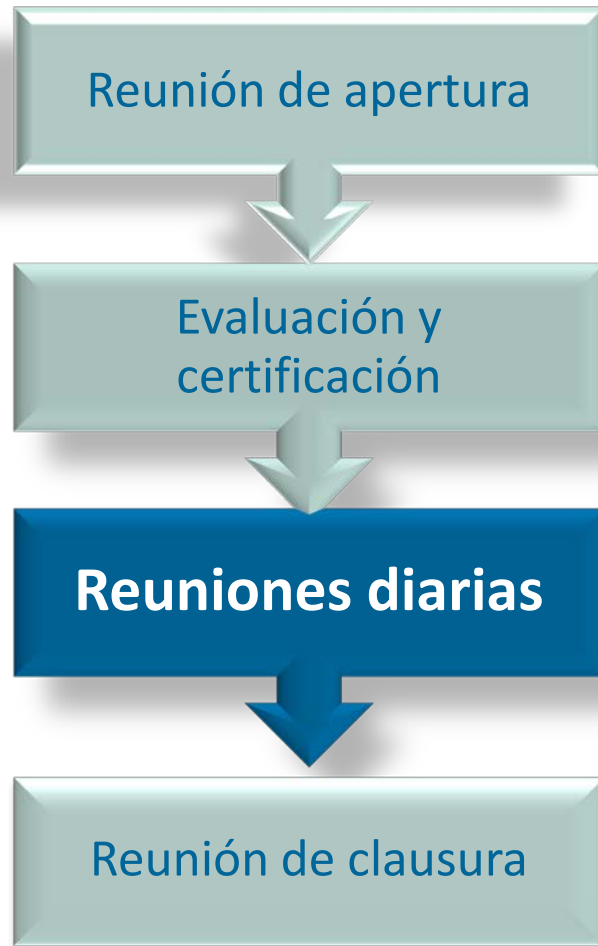 Reunión de apertura
Evaluación y
certificación
Reuniones diarias
Reunión de clausura